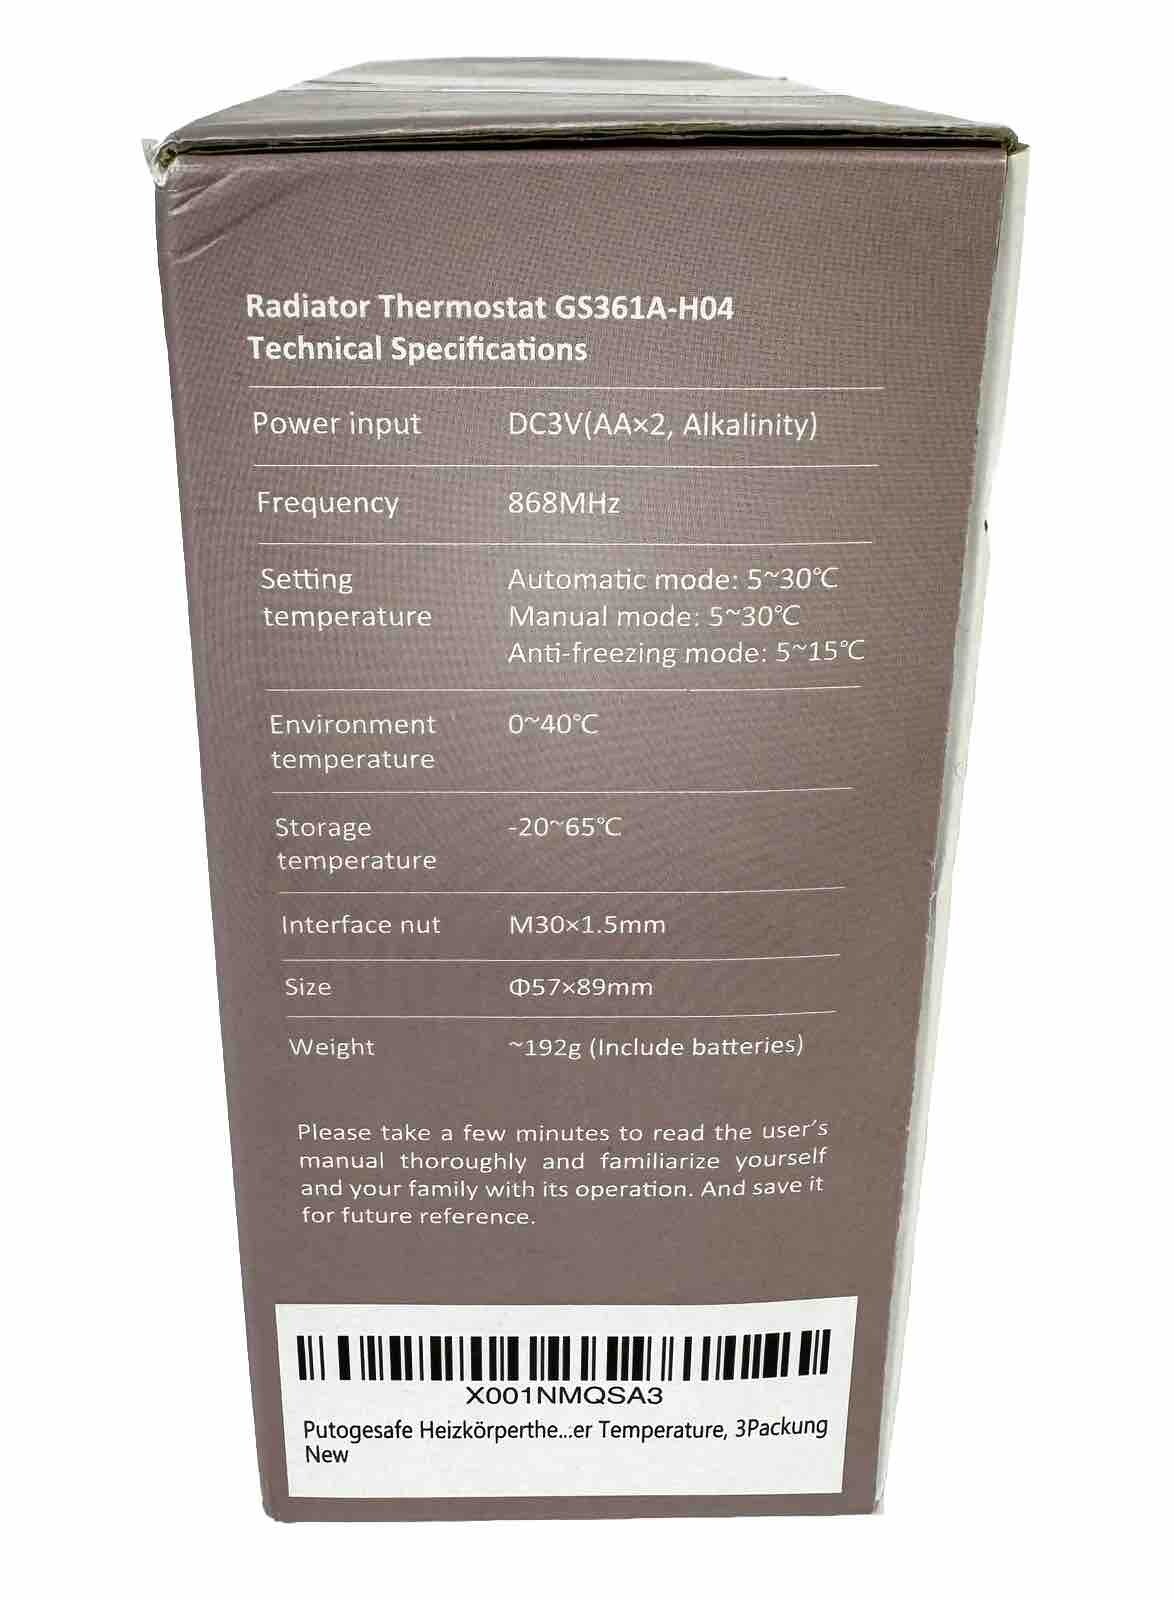 Radiator Thermostat GS361A-H04
Technical Specifications
Power input DC3V(AA×2, Alkalinity)
Frequency 868MHz
Setting temperature Automatic mode: 5~30℃
Manual mode: 5~30℃
Anti-freezing mode: 5~15℃
Environment temperature 0~40℃
Storage temperature -20~65℃
Interface nut M30×1.5mm
Size Φ57×89mm
Weight ~192g (Include batteries)
Please take a few minutes to read the user's
manual thoroughly and familiarize yourself
and your family with its operation. And save it
for future reference.
X001NMQSA3
Putogesafe Heizkörperthe...er Temperature, 3Packung
New